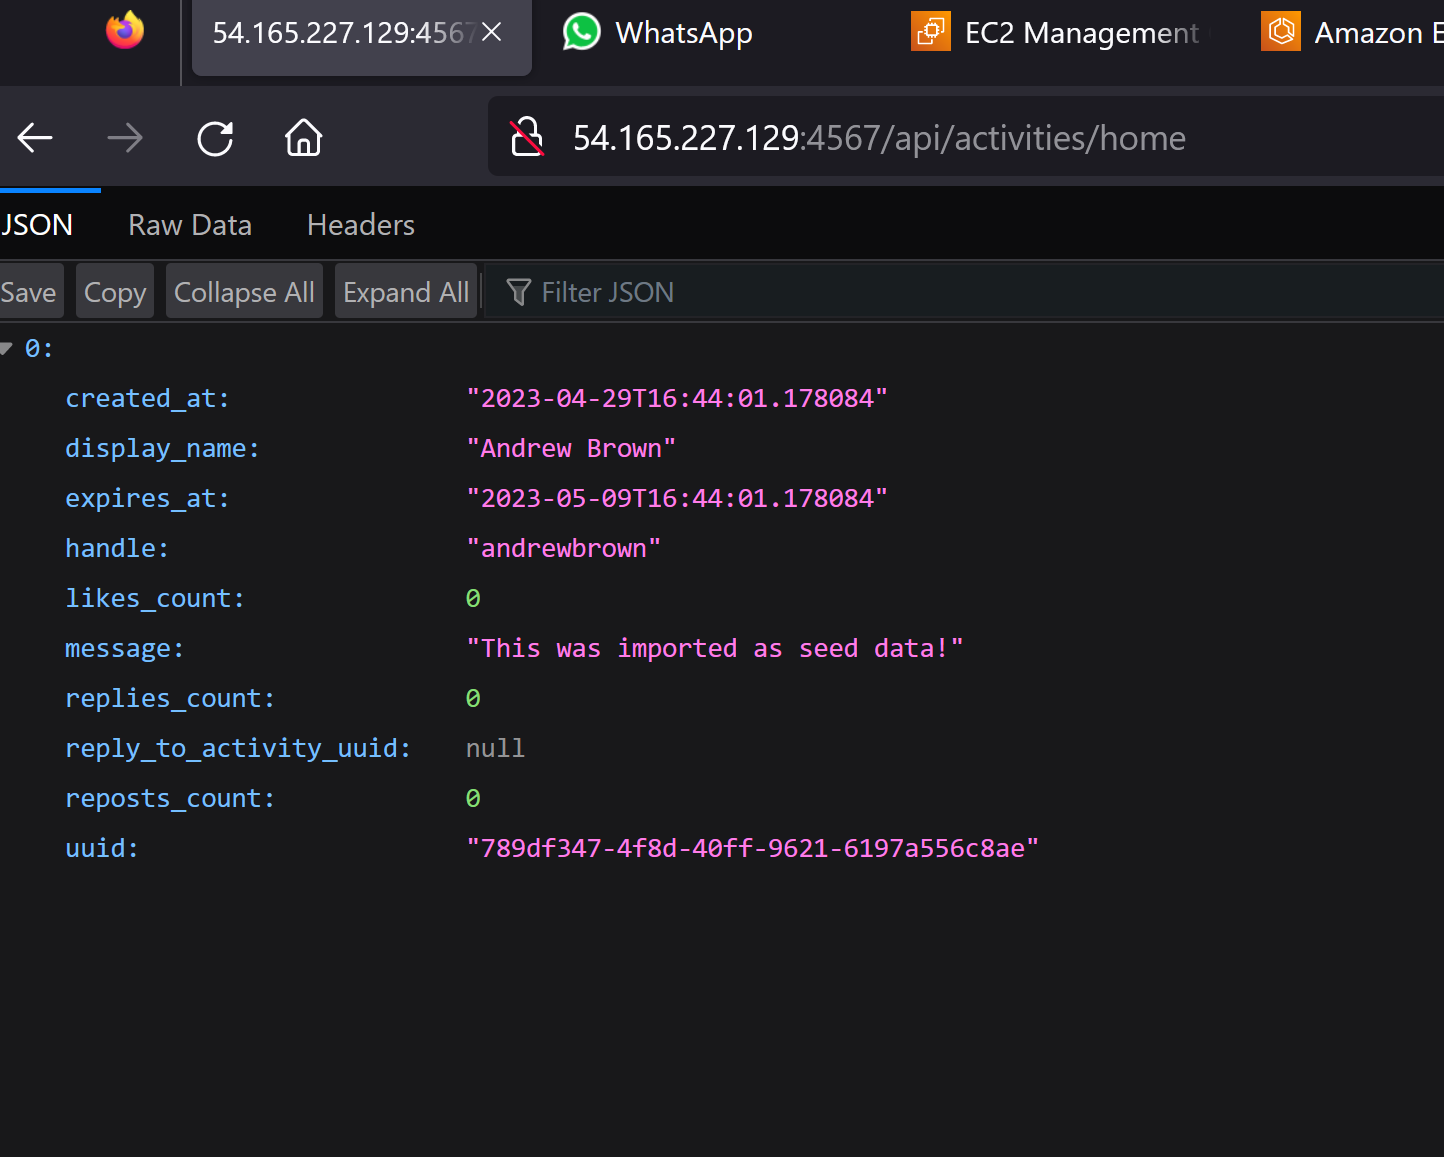 54.165.227.129:4567 WhatsApp EC2 Management Amazon E
54.165.227.129:4567/api/activities/home
JSON Raw Data Headers
Save Copy Collapse All Expand All Filter JSON
0:
created_at: "2023-04-29T16:44:01.178084"
display_name: "Andrew Brown"
expires_at: "2023-05-09T16:44:01.178084"
handle: "andrewbrown"
likes_count: 0
message: "This was imported as seed data!"
replies_count: 0
reply_to_activity_uuid: null
reposts_count: 0
uuid: "789df347-4f8d-40ff-9621-6197a556c8ae"